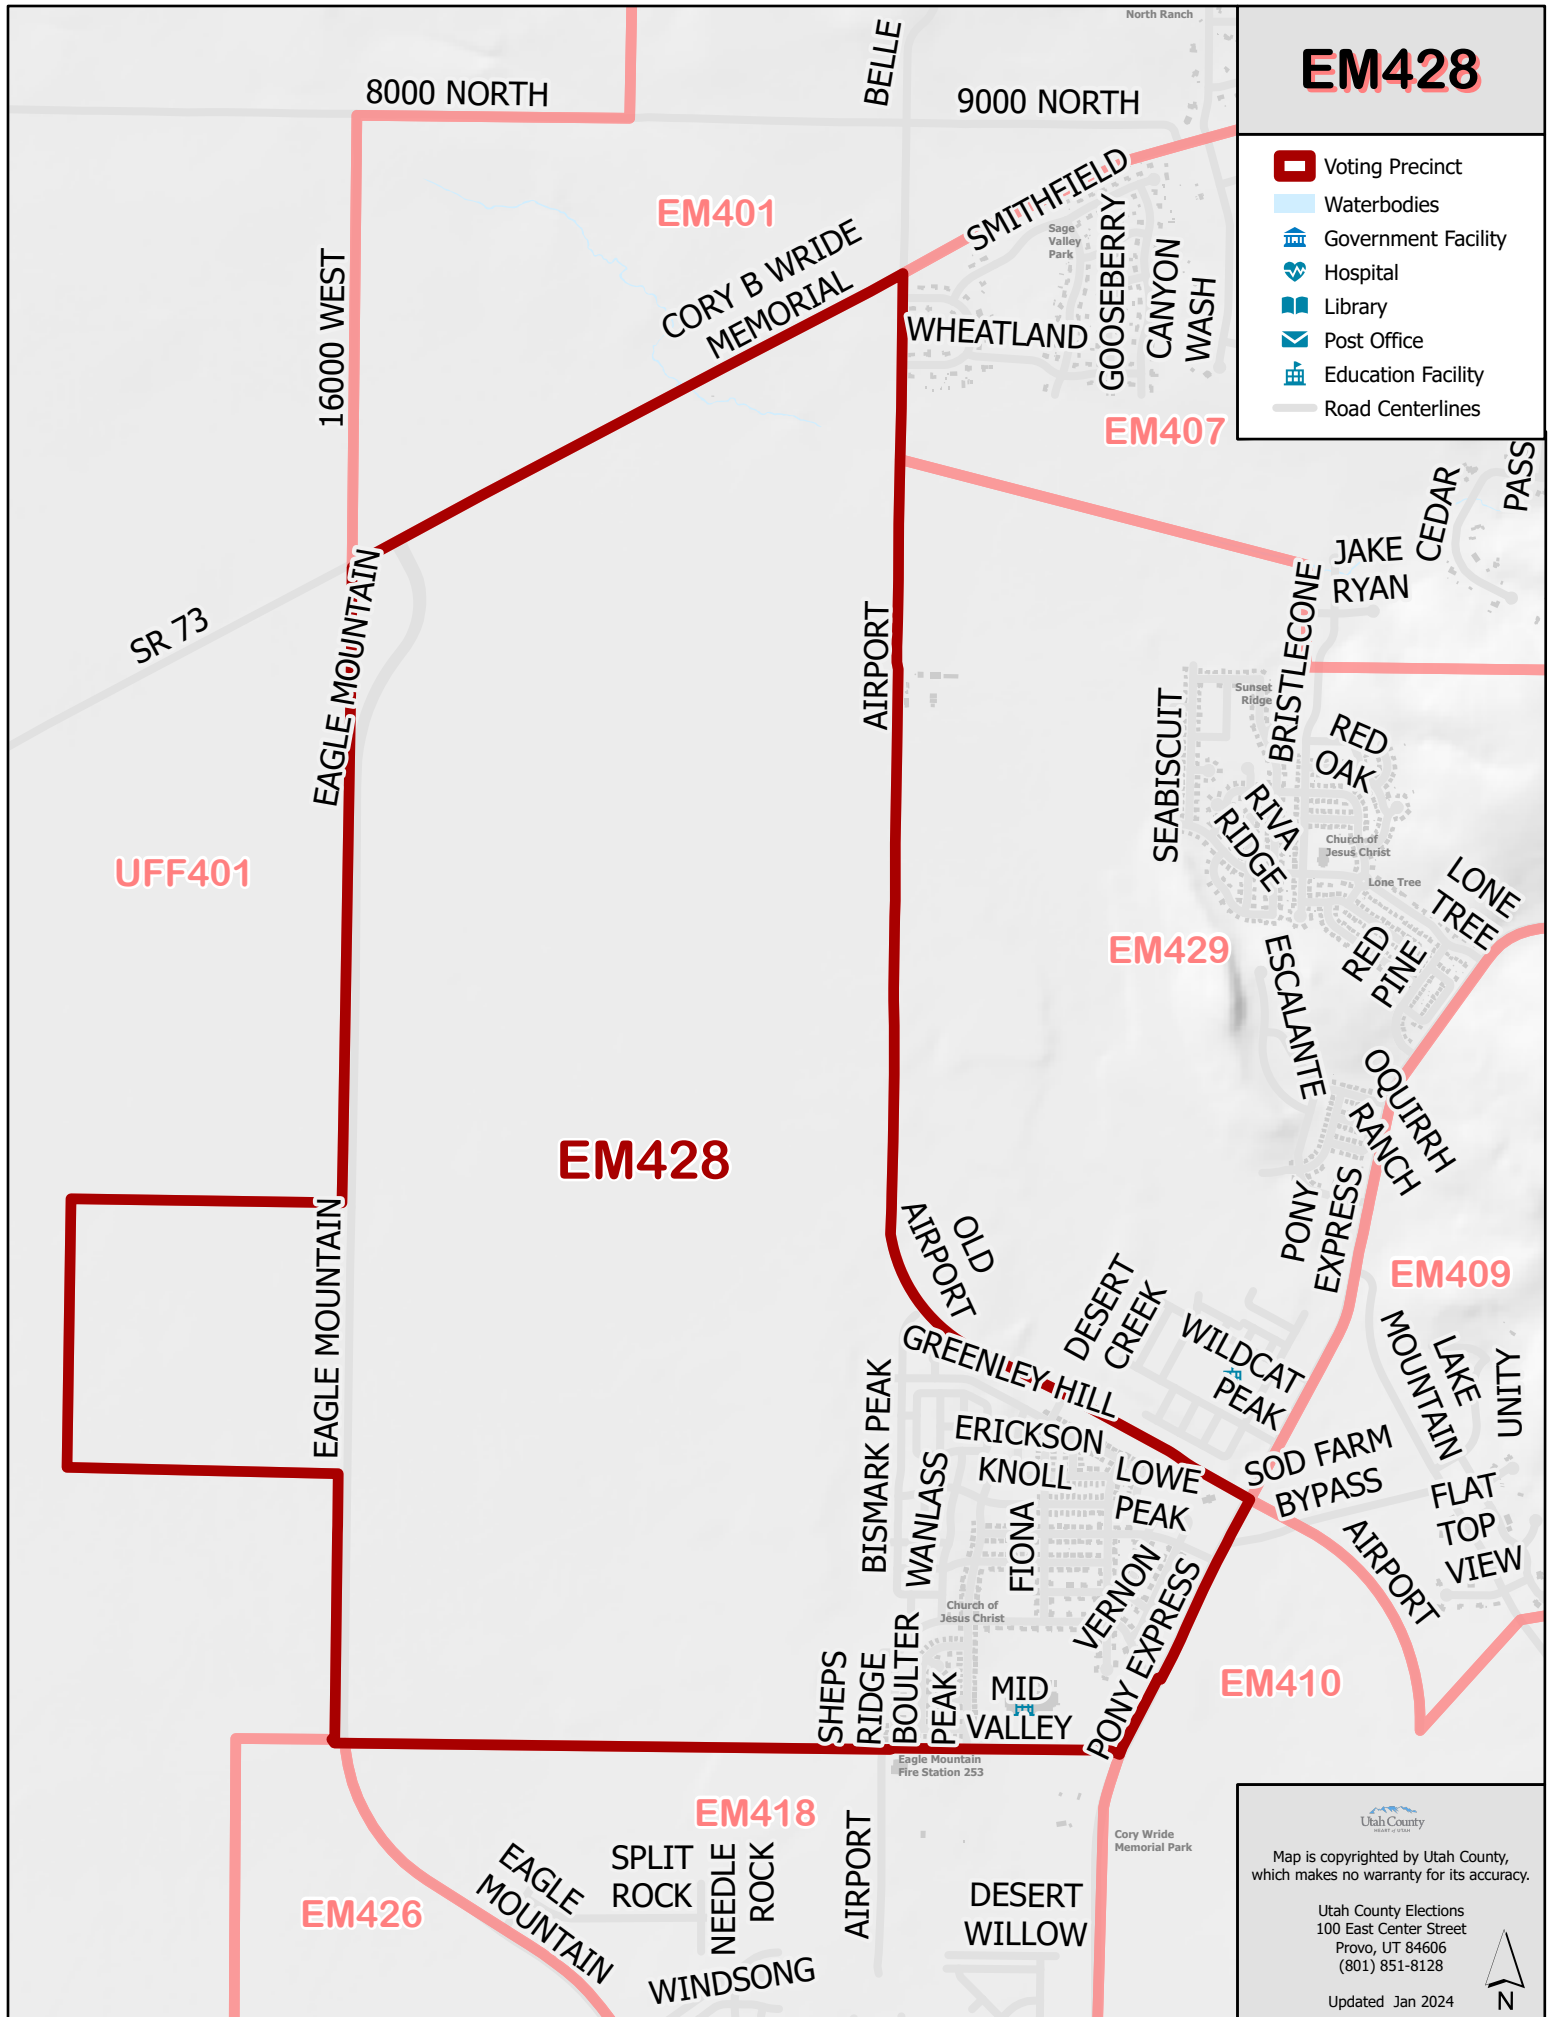 North Ranch
EM428
BELLE
8000 NORTH
9000 NORTH
Voting Precinct
Waterbodies
Government Facility
Hospital
Library
Post Office
Education Facility
Road Centerlines
SMITHFIELD
EM401
Sage
Valley
Park
GOOSEBERRY
CANYON
WASH
CORY B WRIDE
MEMORIAL
16000 WEST
WHEATLAND
EM407
PASS
CEDAR
JAKE
RYAN
SR 73
EAGLE MOUNTAIN
AIRPORT
BRISTLECONE
Sunset
Ridge
SEABISCUIT
RED
OAK
RIVA
RIDGE
Church of
Jesus Christ
Lone Tree
LONE
TREE
UFF401
EM429
RED
PINE
ESCALANTE
OQUIRRH
RANCH
EM428
PONY
EXPRESS
EAGLE MOUNTAIN
OLD
AIRPORT
EM409
DESERT
CREEK
WILDCAT
PEAK
LAKE
MOUNTAIN
UNITY
GREENLEY HILL
BISMARK PEAK
ERICKSON
KNOLL
LOWE
PEAK
SOD FARM
BYPASS
FLAT
TOP
VIEW
WANLASS
FIONA
VERNON
AIRPORT
PONY EXPRESS
Church of
Jesus Christ
SHEPS
RIDGE
BOULTER
PEAK
MID
VALLEY
EM410
Eagle Mountain
Fire Station 253
EM418
Cory Wride
Memorial Park
EAGLE
MOUNTAIN
SPLIT
ROCK
NEEDLE
ROCK
AIRPORT
DESERT
WILLOW
EM426
WINDSONG
Utah County
HEART of UTAH
Map is copyrighted by Utah County,
which makes no warranty for its accuracy.
Utah County Elections
100 East Center Street
Provo, UT 84606
(801) 851-8128
Updated Jan 2024
N